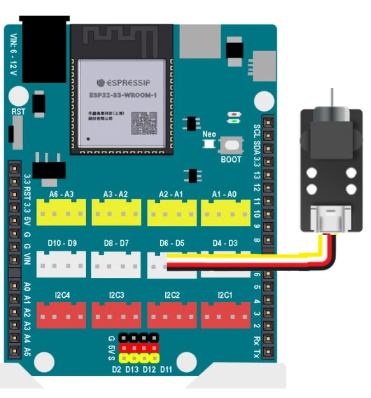 VIN: 6 - 12 V
ESPRESSIF
ESP32-S3-WROOM-1
RST
Neo
BOOT
3.3 RST 3.3 5V G G VIN
A0 A1 A2 A3 A4 A5
SCL SDA 3.3 13 12 11 10 9 8
6 5 4 3 2 Rx Tx
A6 - A3 A3 - A2 A2 - A1 A1 - A0
D10 - D9 D8 - D7 D6 - D5 D4 - D3
I2C4 I2C3 I2C2 I2C1
G
5V
S
D2 D13 D12 D11